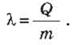 λ = Q/m .